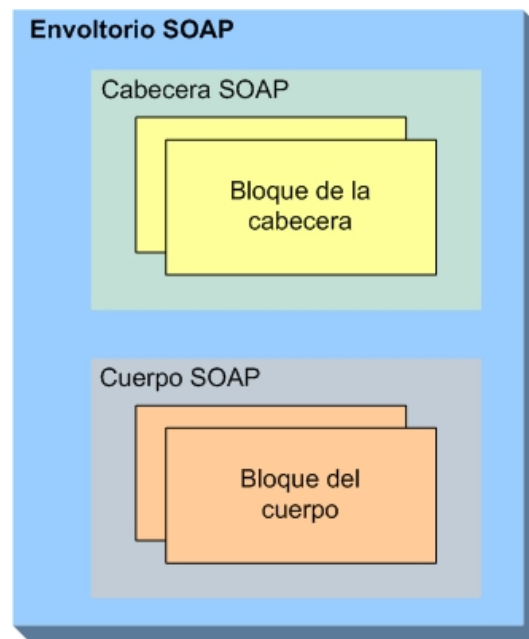 Envoltorio SOAP
Cabecera SOAP
Bloque de la
cabecera
Cuerpo SOAP
Bloque del
cuerpo